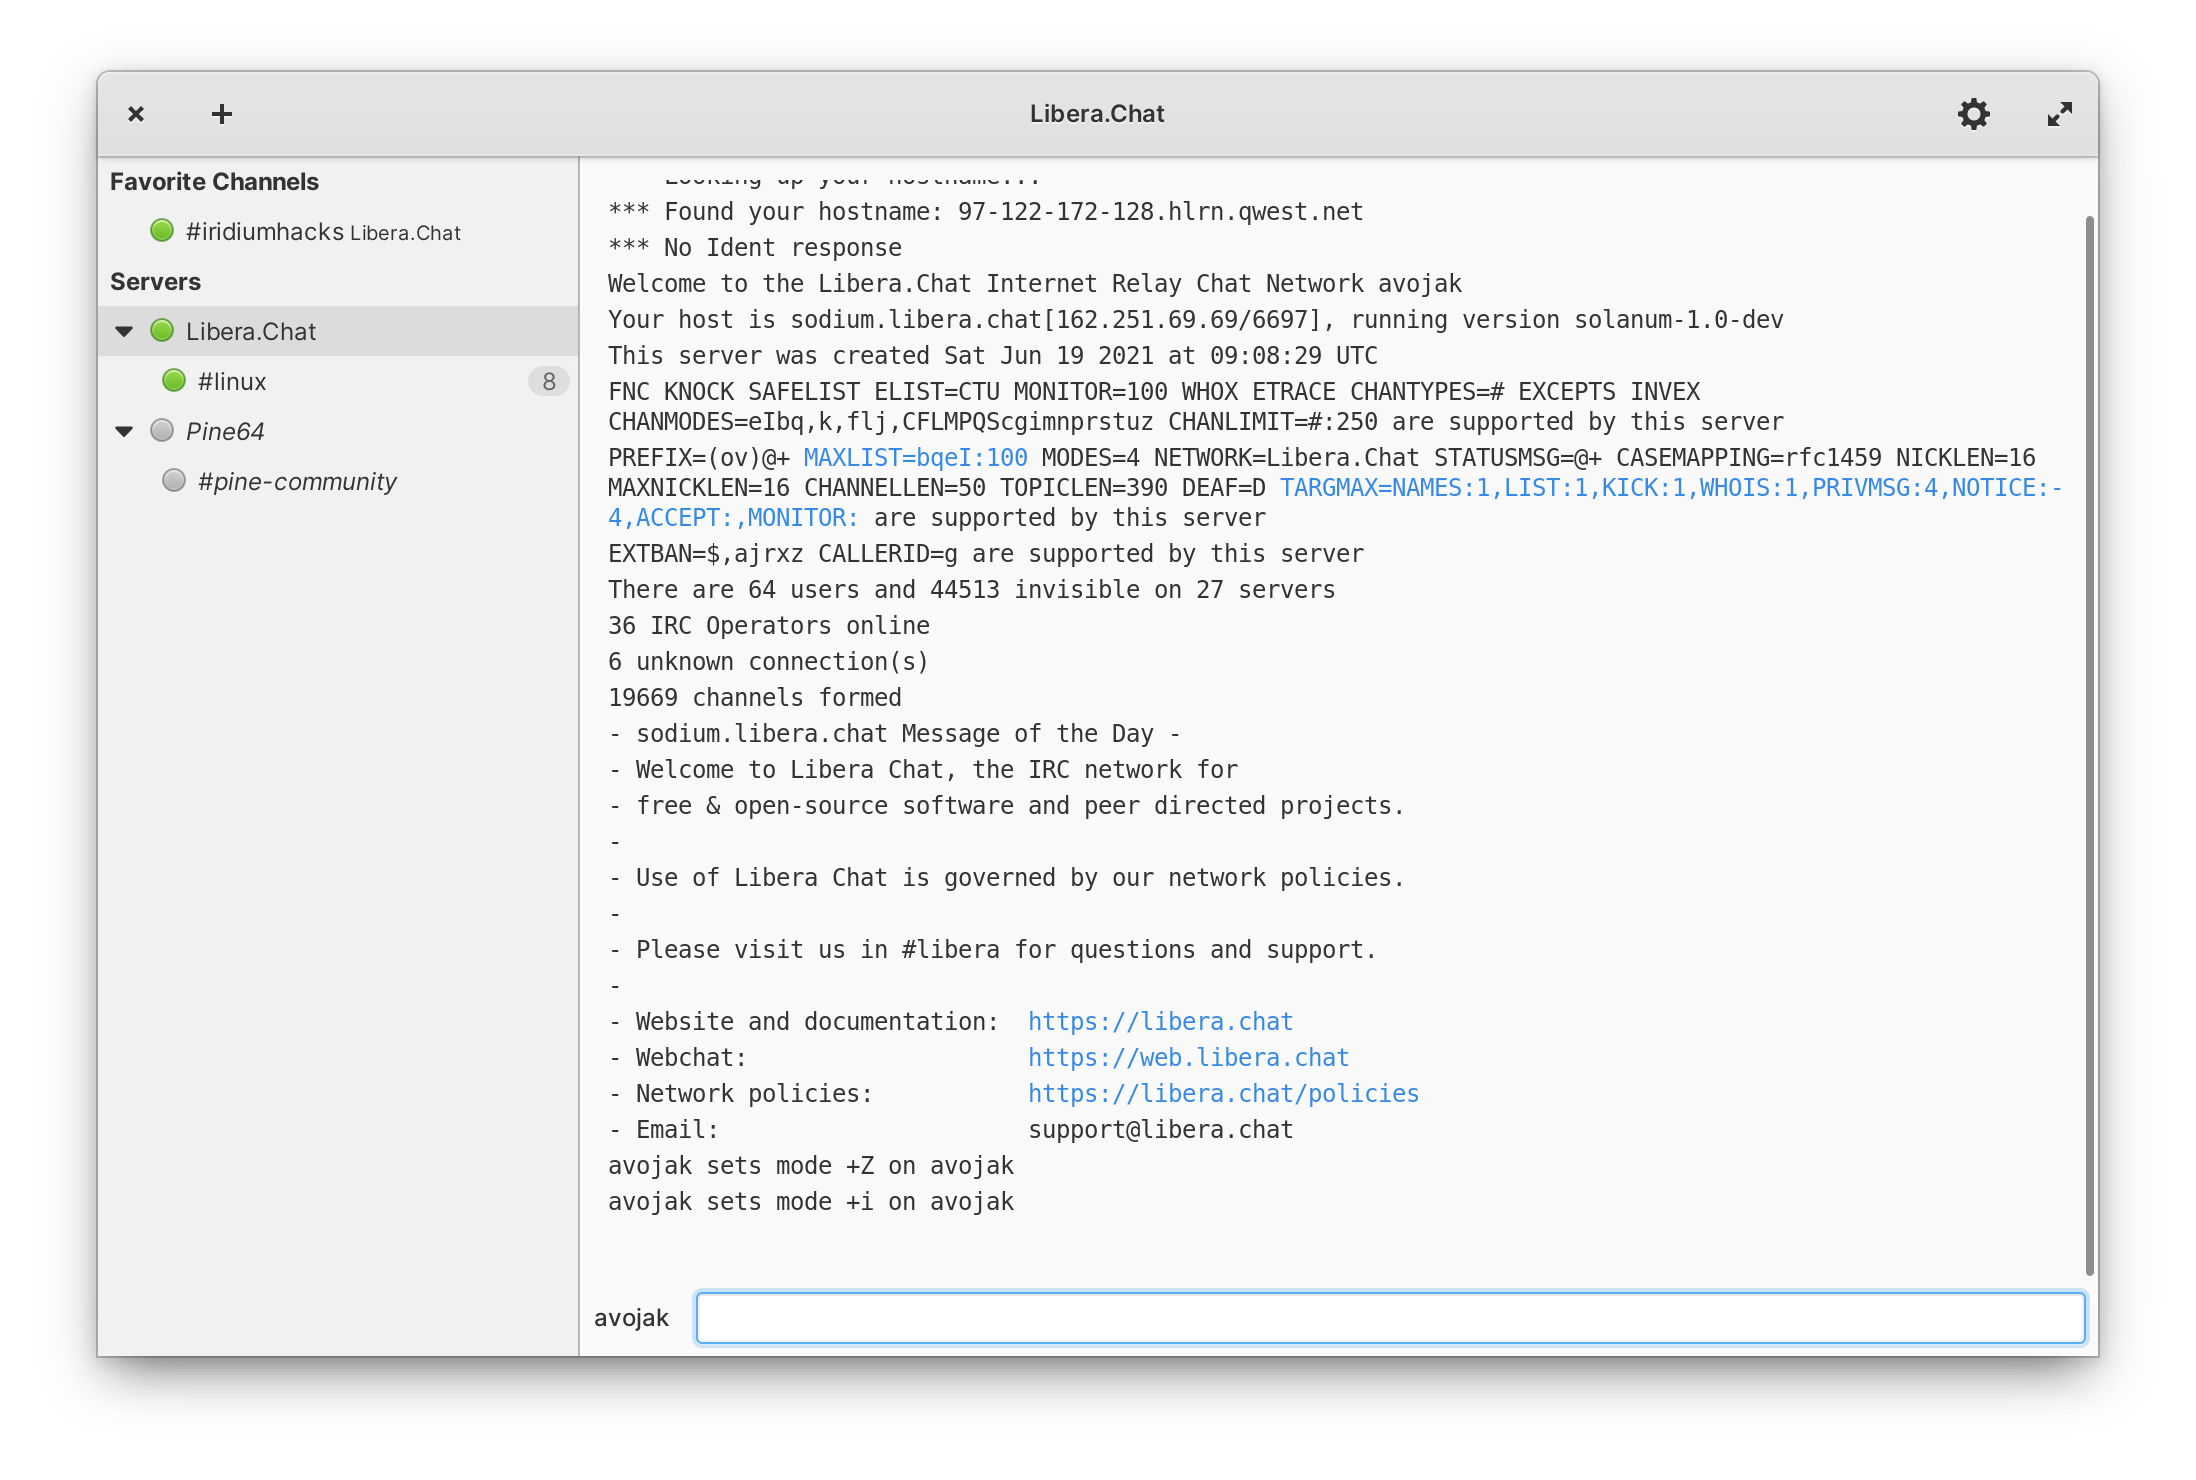 Libera.Chat
Favorite Channels
#iridiumhacks Libera.Chat
Servers
Libera.Chat
#linux 8
Pine64
#pine-community
Looking up your hostname...
*** Found your hostname: 97-122-172-128.hlrn.qwest.net
*** No Ident response
Welcome to the Libera.Chat Internet Relay Chat Network avojak
Your host is sodium.libera.chat[162.251.69.69/6697], running version solanum-1.0-dev
This server was created Sat Jun 19 2021 at 09:08:29 UTC
FNC KNOCK SAFELIST ELIST=CTU MONITOR=100 WHOX ETRACE CHANTYPES=# EXCEPTS INVEX
CHANMODES=eIbq,k,flj,CFLMPQScgimnprstuz CHANLIMIT=#:250 are supported by this server
PREFIX=(ov)@+ MAXLIST=bqeI:100 MODES=4 NETWORK=Libera.Chat STATUSMSG=@+ CASEMAPPING=rfc1459 NICKLEN=16
MAXNICKLEN=16 CHANNELLEN=50 TOPICLEN=390 DEAF=D TARGMAX=NAMES:1,LIST:1,KICK:1,WHOIS:1,PRIVMSG:4,NOTICE:-
4,ACCEPT:,MONITOR: are supported by this server
EXTBAN=$,ajrxz CALLERID=g are supported by this server
There are 64 users and 44513 invisible on 27 servers
36 IRC Operators online
6 unknown connection(s)
19669 channels formed
- sodium.libera.chat Message of the Day -
- Welcome to Libera Chat, the IRC network for
- free & open-source software and peer directed projects.
-
- Use of Libera Chat is governed by our network policies.
-
- Please visit us in #libera for questions and support.
-
- Website and documentation: https://libera.chat
- Webchat: https://web.libera.chat
- Network policies: https://libera.chat/policies
- Email: support@libera.chat
avojak sets mode +Z on avojak
avojak sets mode +i on avojak
avojak